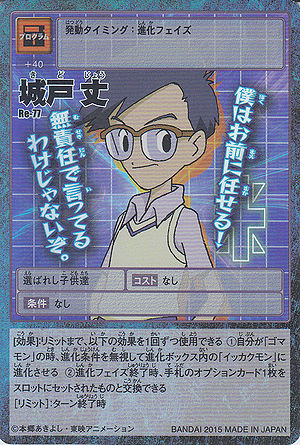 プログラム
発動タイミング：進化フェイズ
+40
城戸 丈
きど じょう
Re-77
僕はお前に任せる！
無責任で言ってる
わけじゃないぞ。
選ばれし子供達
コスト なし
条件 なし
[効果]:リミットまで、以下の効果を1回ずつ使用できる ①自分が「ゴマ
モン」の時、進化条件を無視して進化ボックス内の「イッカクモン」に
進化させる ②進化フェイズ終了時、手札のオプションカード1枚を
スロットにセットされたものと交換できる
[リミット]:ターン終了時
©本郷あきよし・東映アニメーション
BANDAI 2015 MADE IN JAPAN